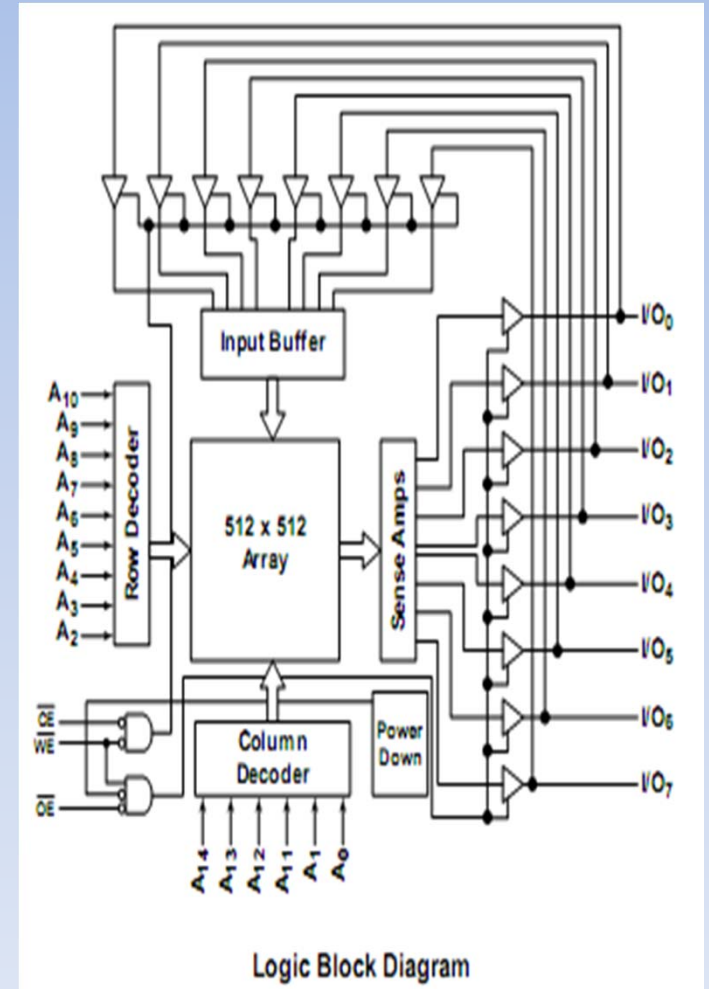 Input Buffer
A10
A9
A8
A7
A6
A5
A4
A3
A2
Row Decoder
512 x 512
Array
Sense Amps
I/O0
I/O1
I/O2
I/O3
I/O4
I/O5
I/O6
I/O7
CE
WE
OE
Column
Decoder
Power
Down
A14
A13
A12
A11
A1
A0
Logic Block Diagram